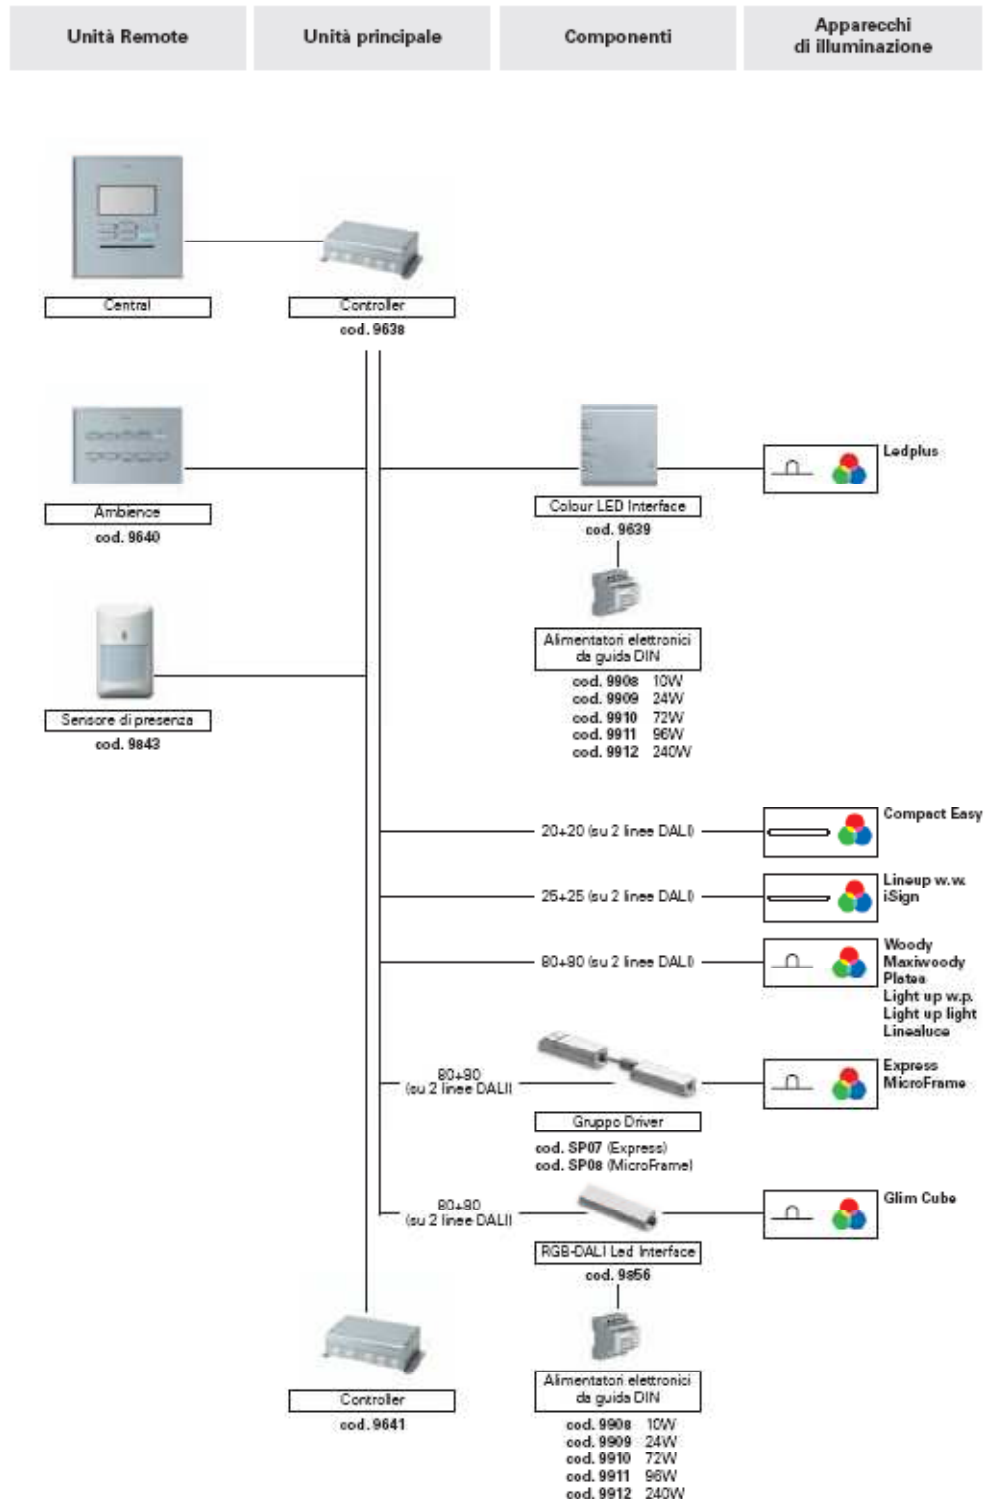 Unità Remote
Unità principale
Componenti
Apparecchi
di illuminazione
Central
Controller
cod. 9638
Ambience
cod. 9640
Colour LED Interface
cod. 9639
Ledplus
Alimentatori elettronici
da guida DIN
cod. 9908 10W
cod. 9909 24W
cod. 9910 72W
cod. 9911 96W
cod. 9912 240W
Sensore di presenza
cod. 9843
20+20 (su 2 linee DALI)
Compact Easy
25+25 (su 2 linee DALI)
Lineup w.w.
iSign
80+80 (su 2 linee DALI)
Woody
Maxiwoody
Platea
Light up w.p.
Light up light
Linealuce
80+80
(su 2 linee DALI)
Gruppo Driver
cod. SP07 (Express)
cod. SP08 (MicroFrame)
Express
MicroFrame
80+80
(su 2 linee DALI)
RGB-DALI Led Interface
cod. 9856
Glim Cube
Controller
cod. 9641
Alimentatori elettronici
da guida DIN
cod. 9908 10W
cod. 9909 24W
cod. 9910 72W
cod. 9911 96W
cod. 9912 240W